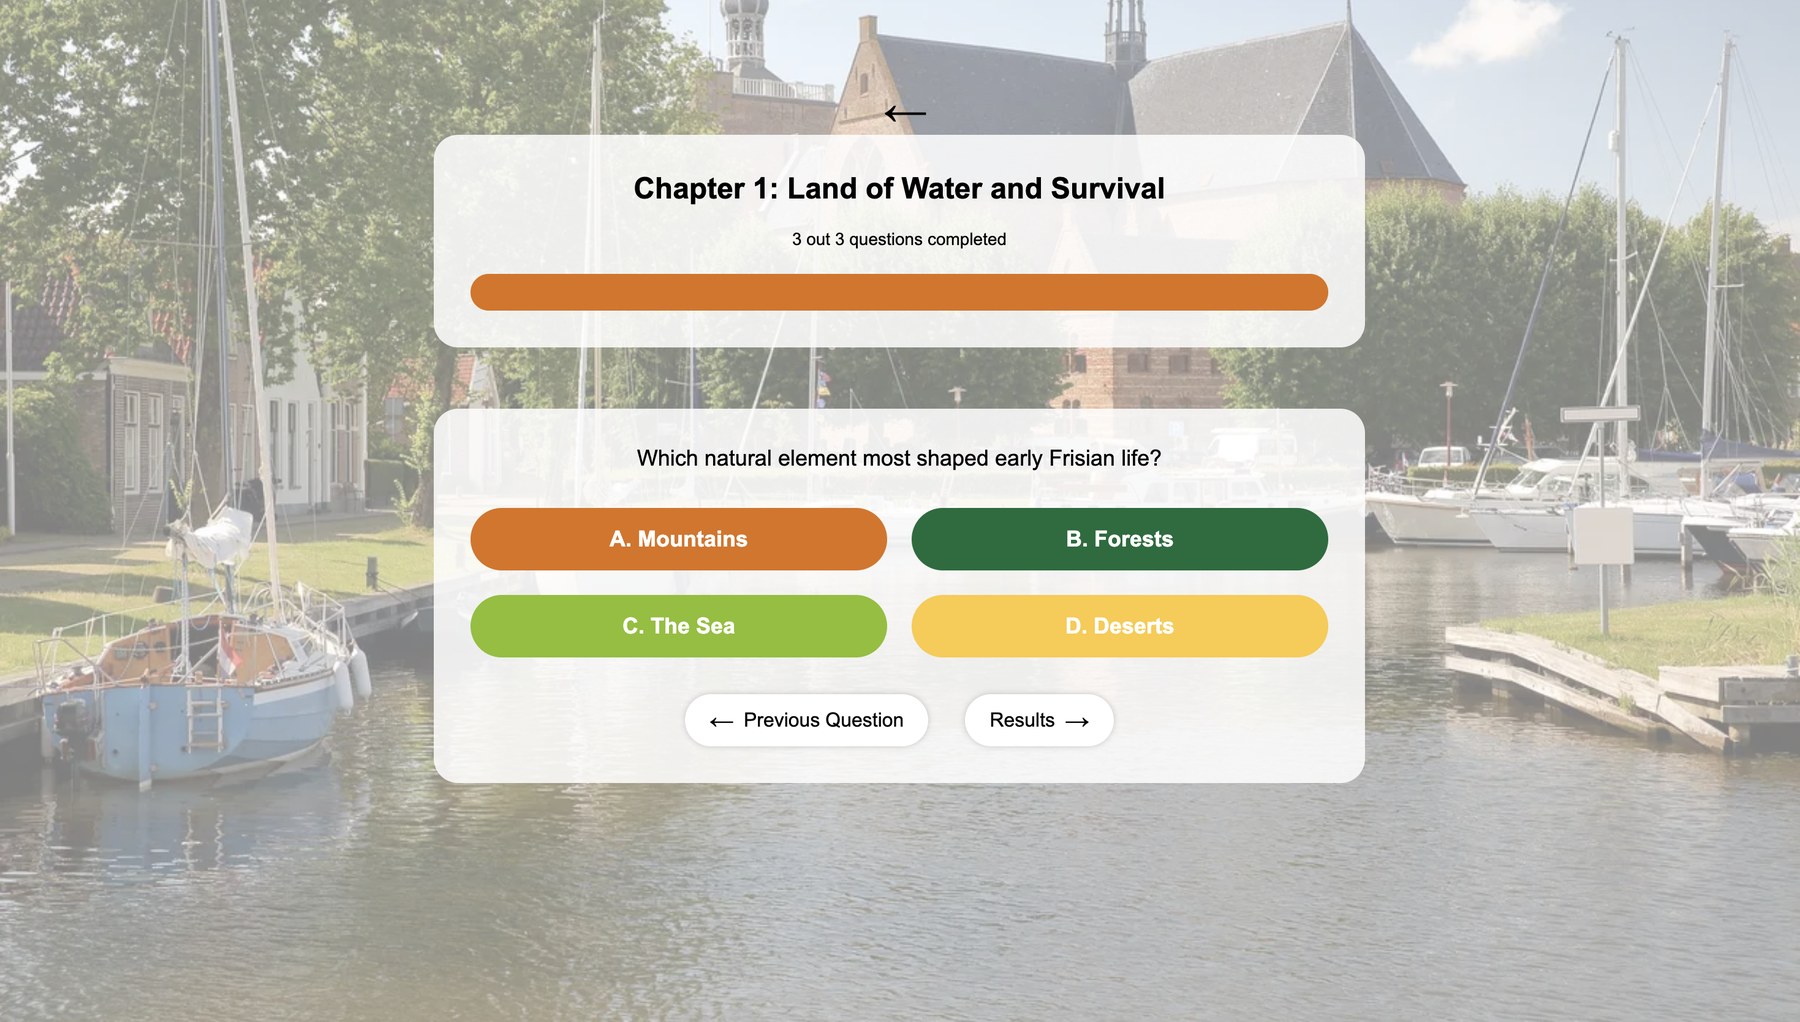 Chapter 1: Land of Water and Survival
3 out 3 questions completed
Which natural element most shaped early Frisian life?
A. Mountains
B. Forests
C. The Sea
D. Deserts
← Previous Question
Results →